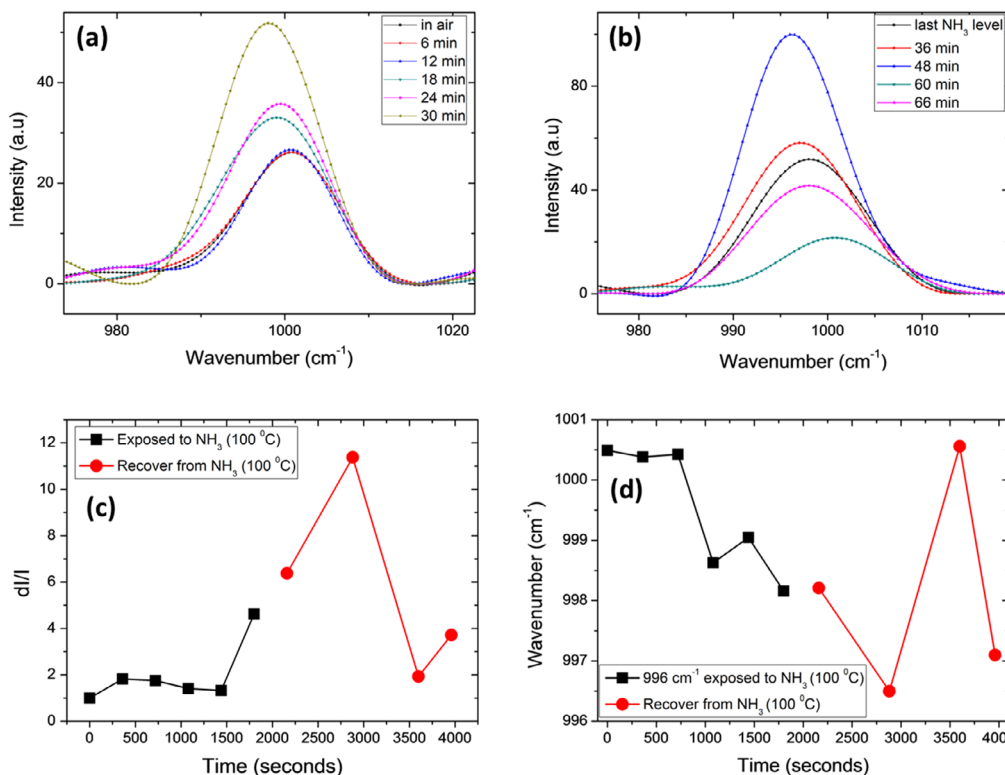 (a)
in air
6 min
12 min
18 min
24 min
30 min
Intensity (a.u)
40
20
0
980
1000
1020
Wavenumber (cm⁻¹)
(b)
last NH₃ level
36 min
48 min
60 min
66 min
Intensity (a.u)
80
40
0
980
990
1000
1010
Wavenumber (cm⁻¹)
(c)
Exposed to NH₃ (100 ⁰C)
Recover from NH₃ (100 ⁰C)
dI/I
12
10
8
6
4
2
0
0
500
1000
1500
2000
2500
3000
3500
4000
Time (seconds)
(d)
996 cm⁻¹ exposed to NH₃ (100 ⁰C)
Recover from NH₃ (100 ⁰C)
Wavenumber (cm⁻¹)
1001
1000
999
998
997
996
0
500
1000
1500
2000
2500
3000
3500
400
Time (seconds)